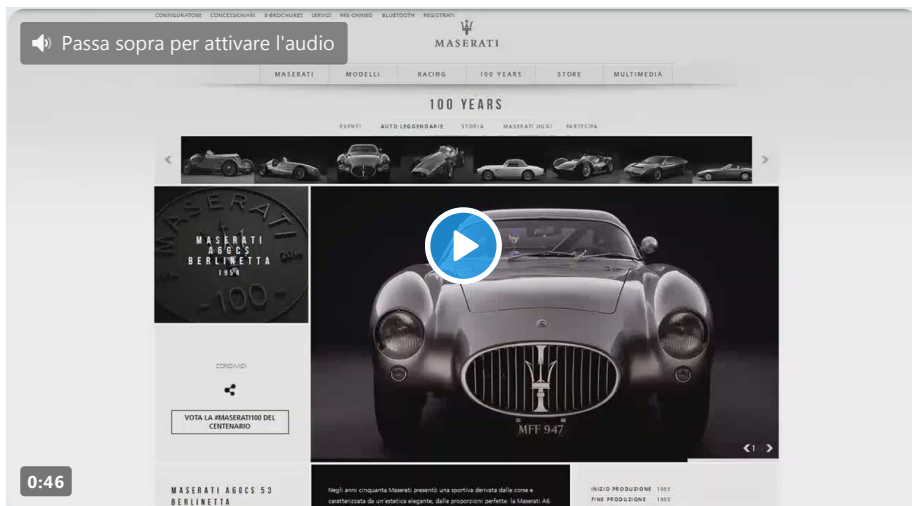 CONFIGURATORE CONCESSIONARI E-BROCHURES SERVIZI PRE-OWNED BLUETOOTH REGISTRATI
Passa sopra per attivare l'audio
MASERATI
MASERATI MODELLI RACING 100 YEARS STORE MULTIMEDIA
100 YEARS
EVENTI AUTO LEGGENDARIE STORIA MASERATI OGGI PARTECIPA
MASERATI
MASERATI
A6GCS
BERLINETTA
1954
-100-
CONDIVIDI
VOTA LA #MASERATI100 DEL
CENTENARIO
MFF 947
1
0:46
MASERATI A6GCS 53
BERLINETTA
Negli anni cinquanta Maserati presentò una sportiva derivata dalle corse e
caratterizzata da un'estetica elegante, dalle proporzioni perfette: la Maserati A6
INIZIO PRODUZIONE
FINE PRODUZIONE